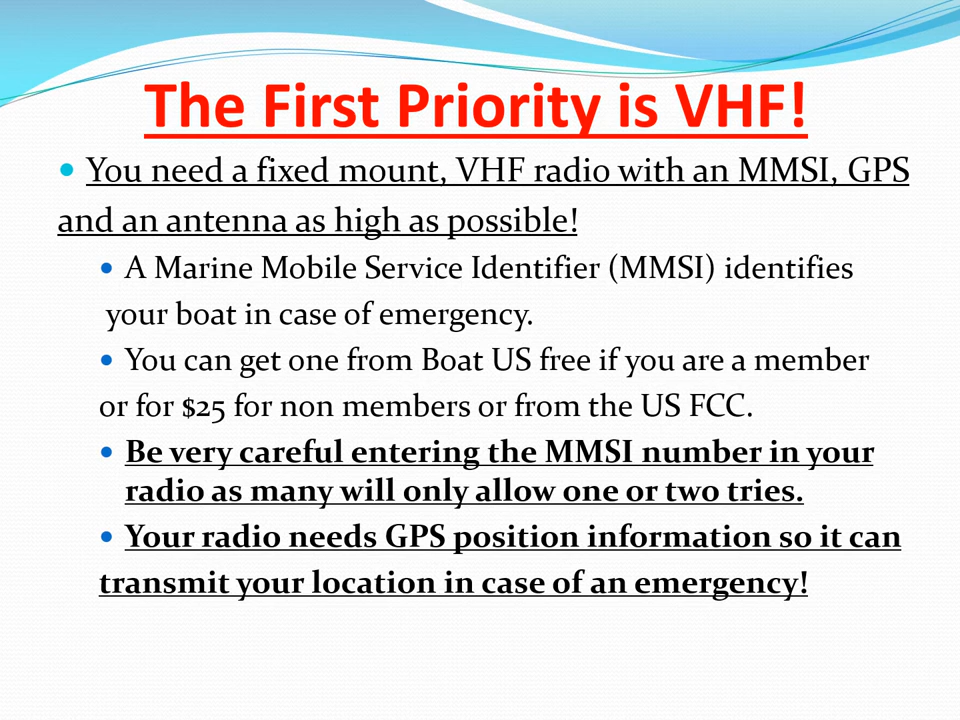 The First Priority is VHF!
• You need a fixed mount, VHF radio with an MMSI, GPS
and an antenna as high as possible!
• A Marine Mobile Service Identifier (MMSI) identifies
your boat in case of emergency.
• You can get one from Boat US free if you are a member
or for $25 for non members or from the US FCC.
• Be very careful entering the MMSI number in your
radio as many will only allow one or two tries.
• Your radio needs GPS position information so it can
transmit your location in case of an emergency!